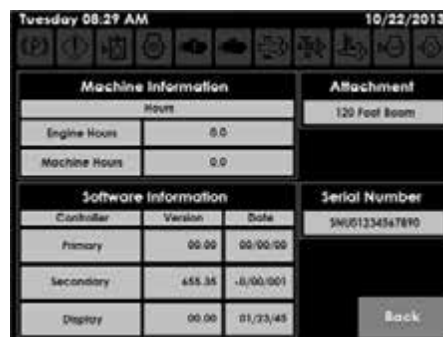 Tuesday 08:29 AM 10/22/2013
(P) (!)
Machine Information
Hours
Engine Hours 0.0
Machine Hours 0.0
Attachment
120 Foot Boom
Software Information
Controller Version Date
Primary 00.00 00/00/00
Secondary 655.35 -0/00/001
Display 00.00 01/23/45
Serial Number
SNU01234567890
Back